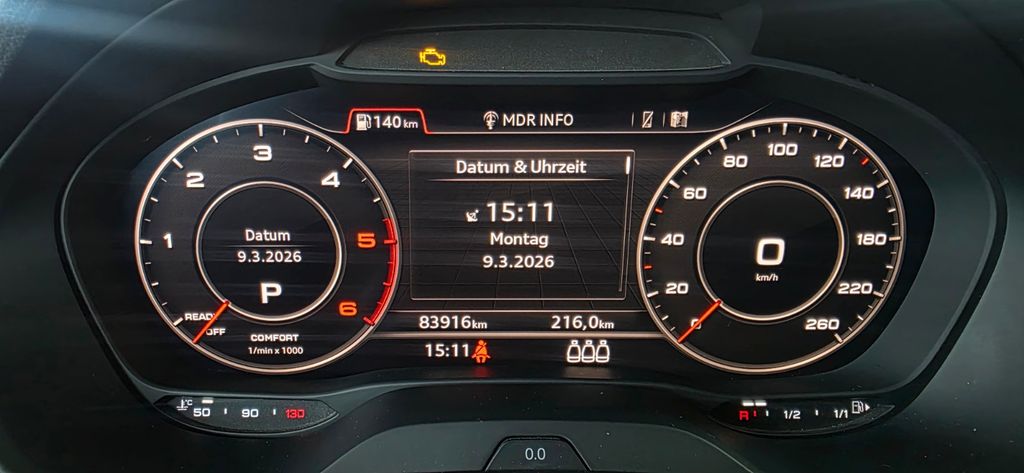 140 km
MDR INFO
Datum & Uhrzeit
15:11
Montag
9.3.2026
83916 km
216,0 km
15:11
1
2
3
4
5
6
Datum
9.3.2026
P
READY
OFF
COMFORT
1/min x 1000
0
20
40
60
80
100
120
140
180
220
260
0
km/h
°C
50
90
130
R
1/2
1/1
0.0